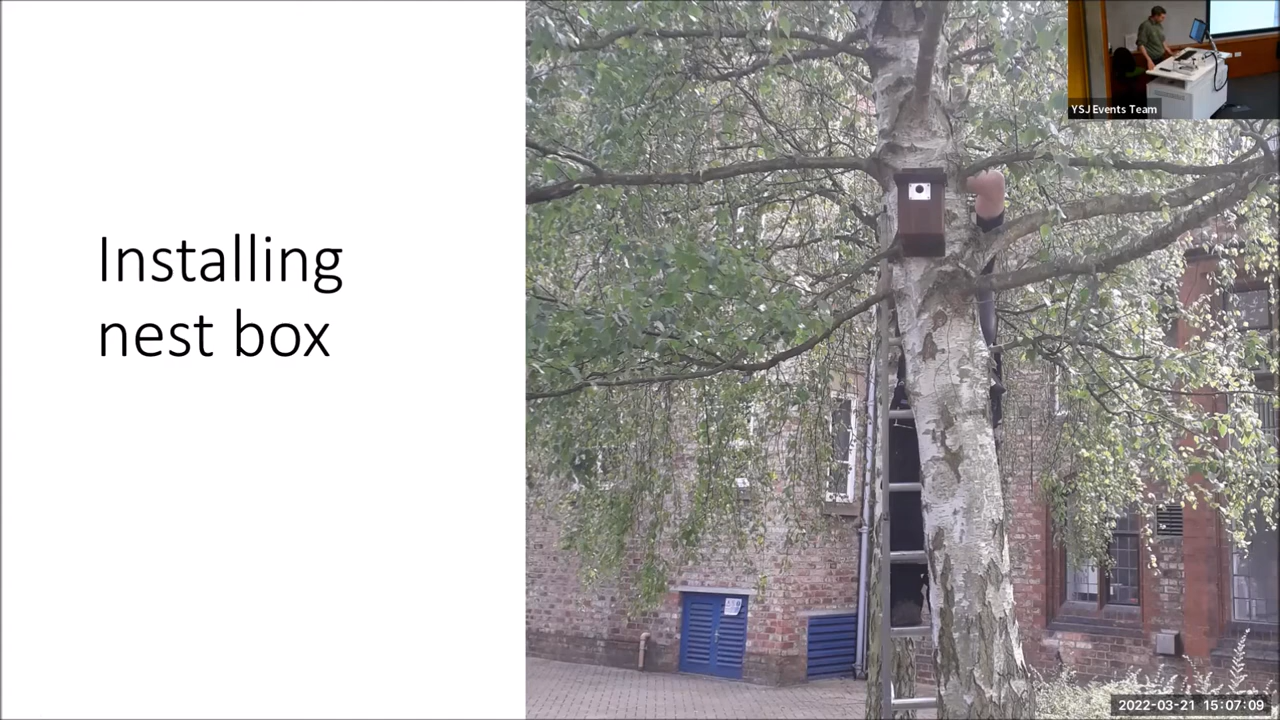 Installing
nest box
YSJ Events Team
2022-03-21 15:07:09